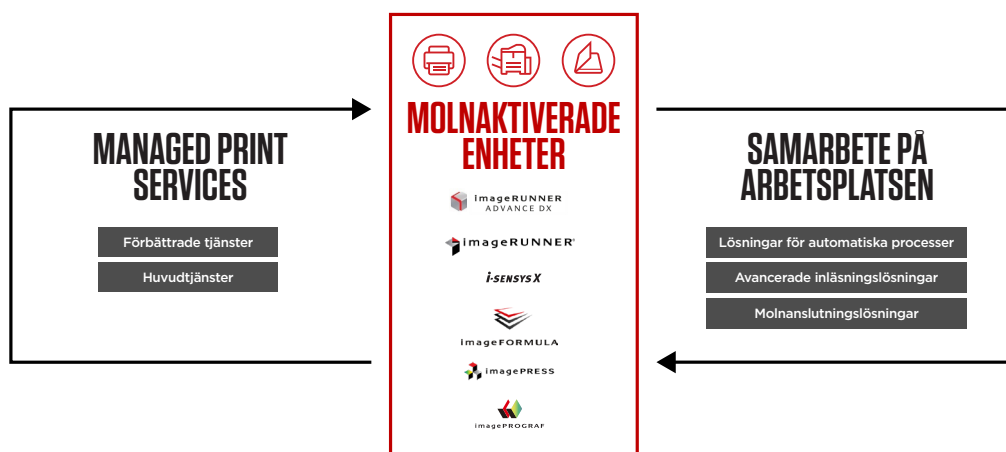 MANAGED PRINT
SERVICES
Förbättrade tjänster
Huvudtjänster
MOLNAKTIVERADE
ENHETER
imageRUNNER
ADVANCE DX
imageRUNNER®
i-SENSYS X
imageFORMULA
imagePRESS
imagePROGRAF
SAMARBETE PÅ
ARBETSPLATSEN
Lösningar för automatiska processer
Avancerade inläsningslösningar
Molnanslutningslösningar